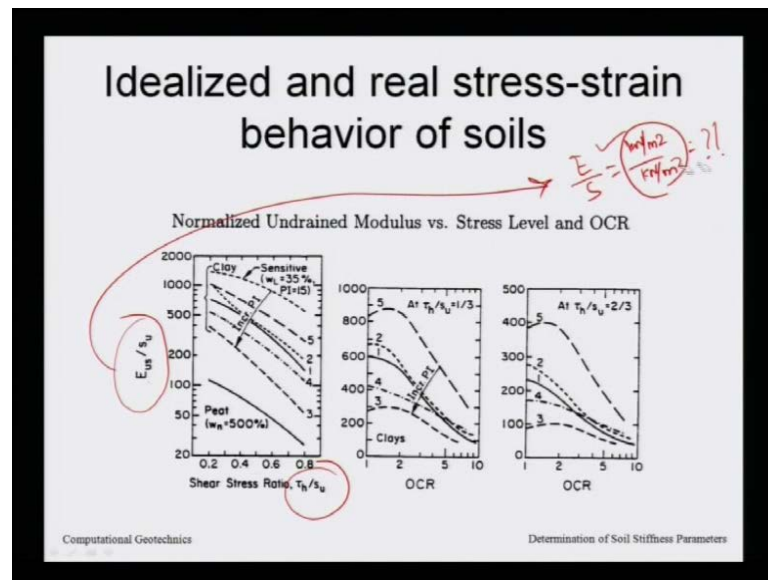 Idealized and real stress-strain
behavior of soils
E/S = kN/m2 / kN/m2 = ??
Normalized Undrained Modulus vs. Stress Level and OCR
2000
1000
500
200
100
50
20
Clay
Sensitive
(wL=35%,
PI=15)
Incr. PI
5
2
1
4
3
Peat
(wn=500%)
Eus/su
0.2 0.4 0.6 0.8
Shear Stress Ratio, τh/su
1000
800
600
400
200
0
At τh/su=1/3
5
2
1
4
3
Incr. PI
Clays
1 2 5 10
OCR
500
400
300
200
100
0
At τh/su=2/3
5
2
1
4
3
1 2 5 10
OCR
Computational Geotechnics
Determination of Soil Stiffness Parameters